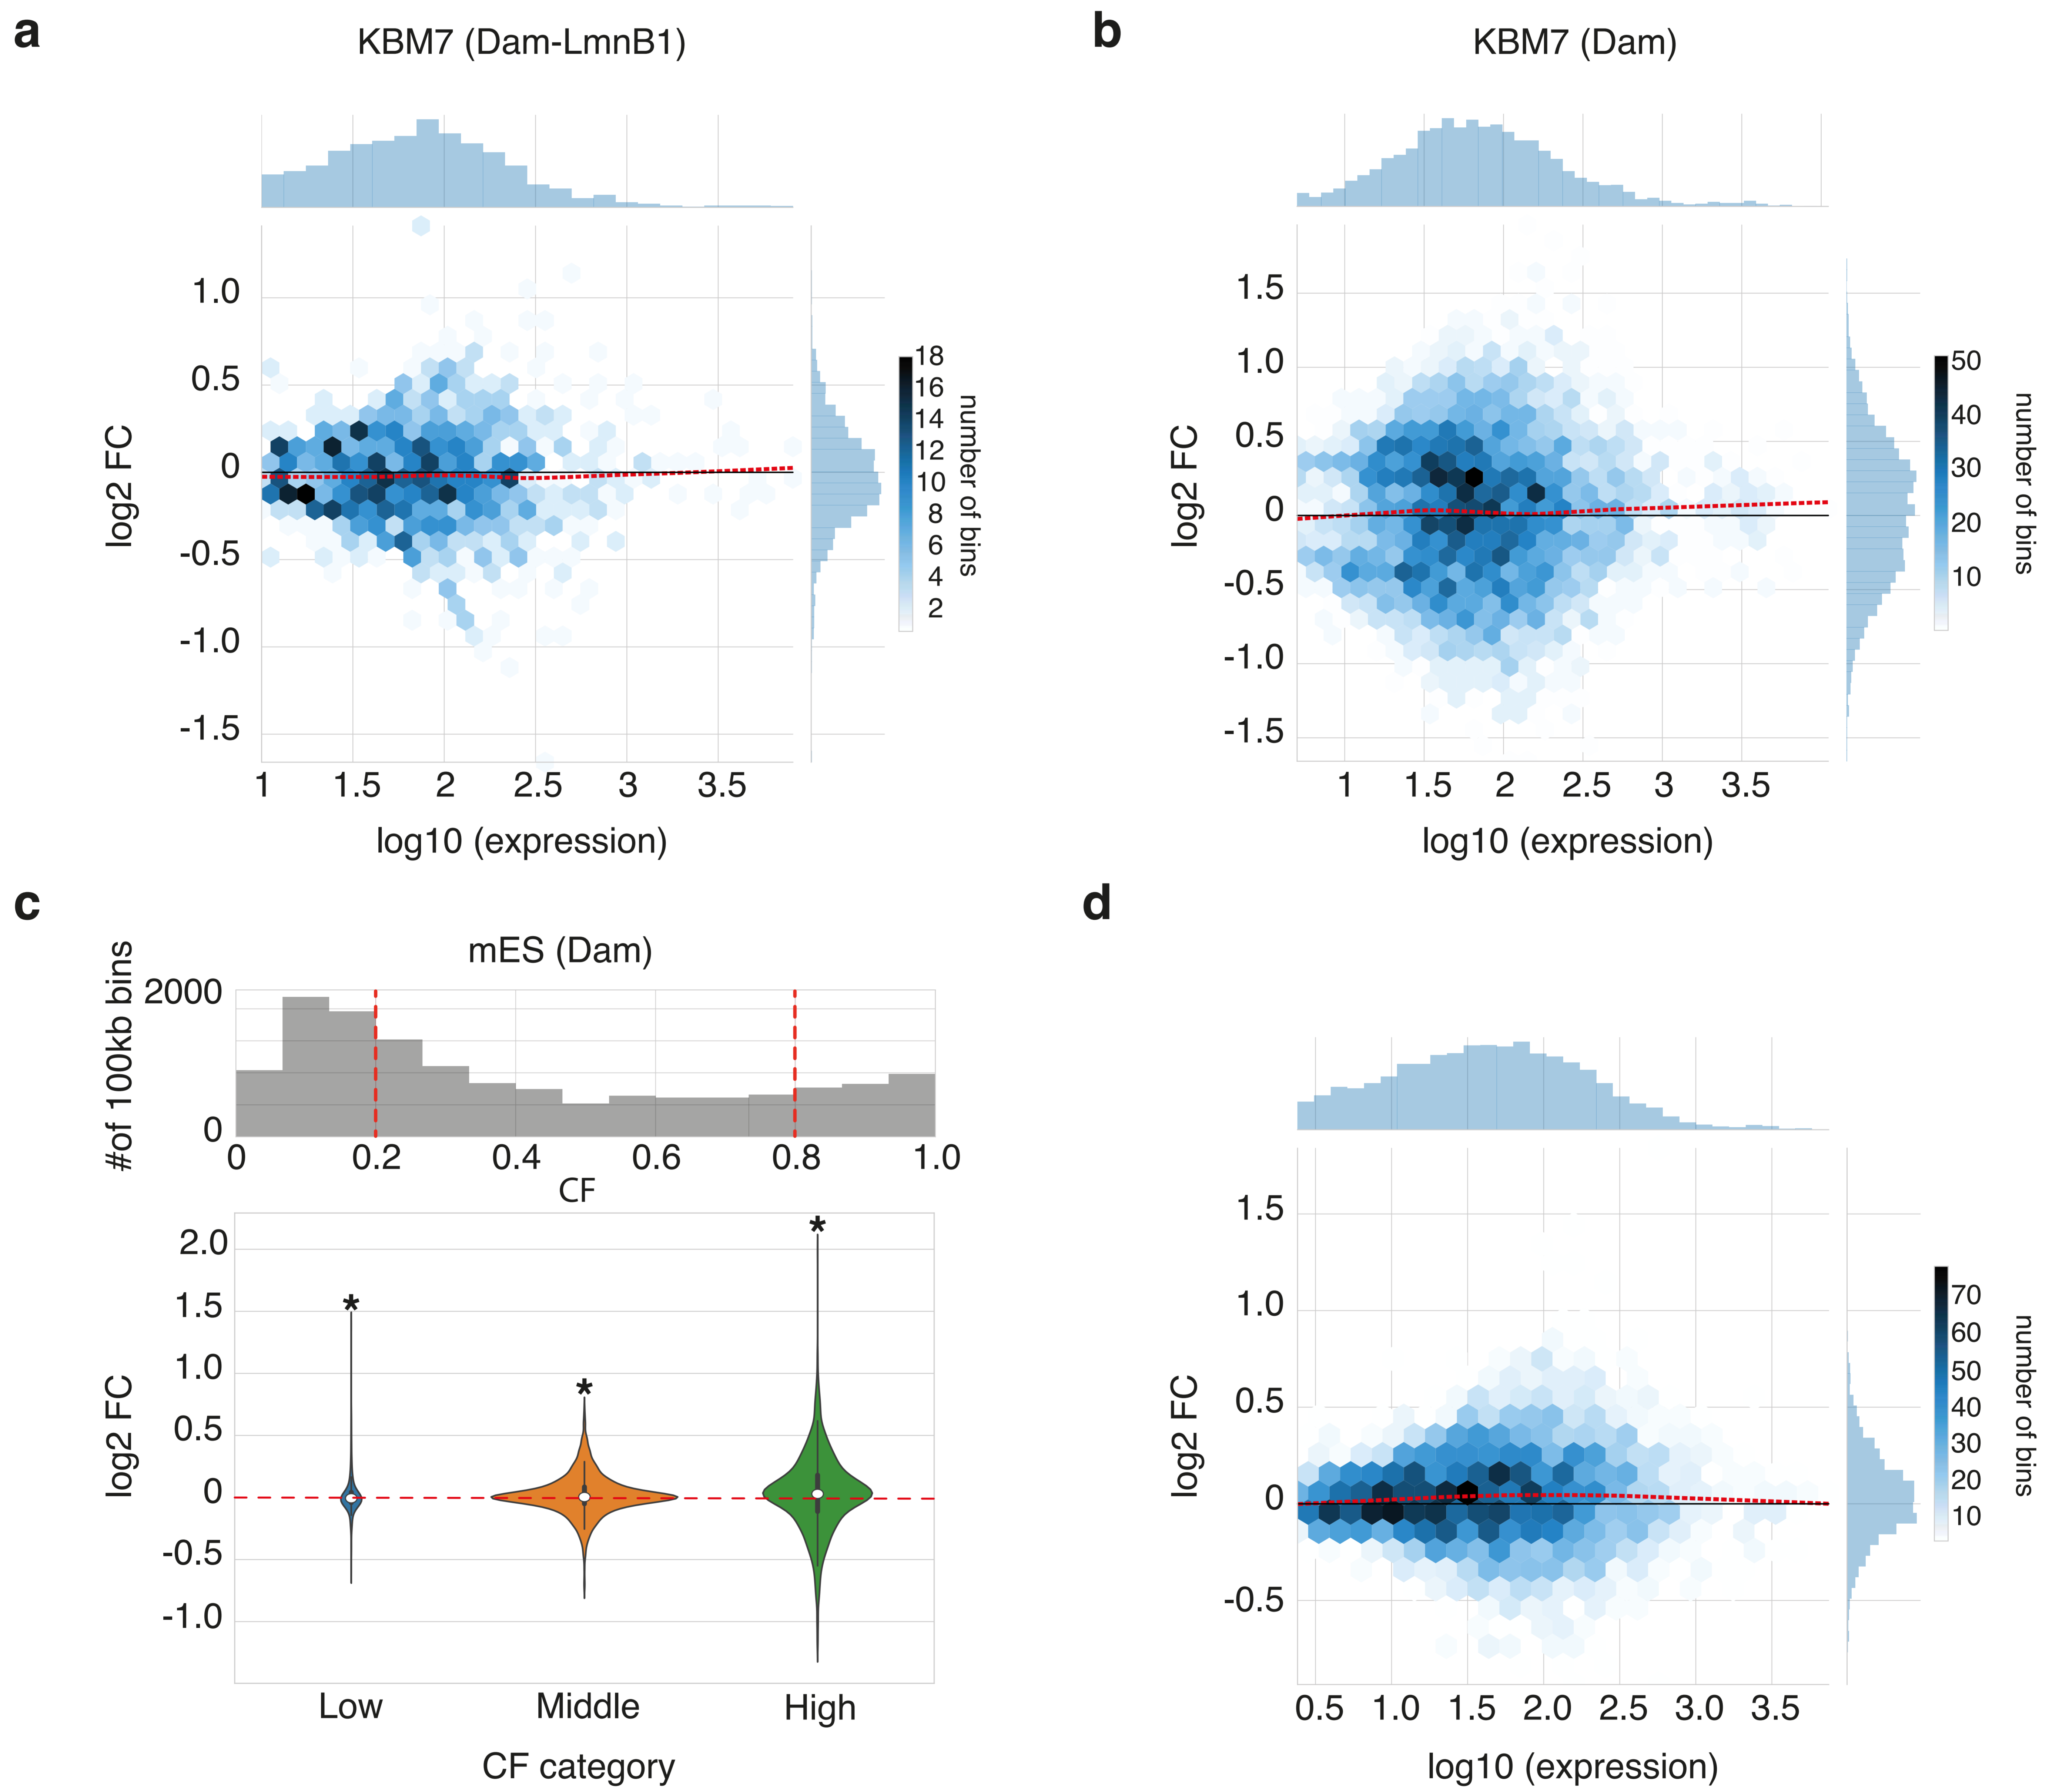 a
KBM7 (Dam-LmnB1)
1.0
0.5
0
-0.5
-1.0
-1.5
log2 FC
1 1.5 2 2.5 3 3.5
log10 (expression)
18
16
14
12
10
8
6
4
2
number of bins
b
KBM7 (Dam)
1.5
1.0
0.5
0
-0.5
-1.0
-1.5
log2 FC
1 1.5 2 2.5 3 3.5
log10 (expression)
50
40
30
20
10
number of bins
c
mES (Dam)
#of 100kb bins
2000
0
0 0.2 0.4 0.6 0.8 1.0
CF
2.0
1.5
1.0
0.5
0
-0.5
-1.0
log2 FC
* * *
Low Middle High
CF category
d
1.5
1.0
0.5
0
-0.5
log2 FC
0.5 1.0 1.5 2.0 2.5 3.0 3.5
log10 (expression)
70
60
50
40
30
20
10
number of bins